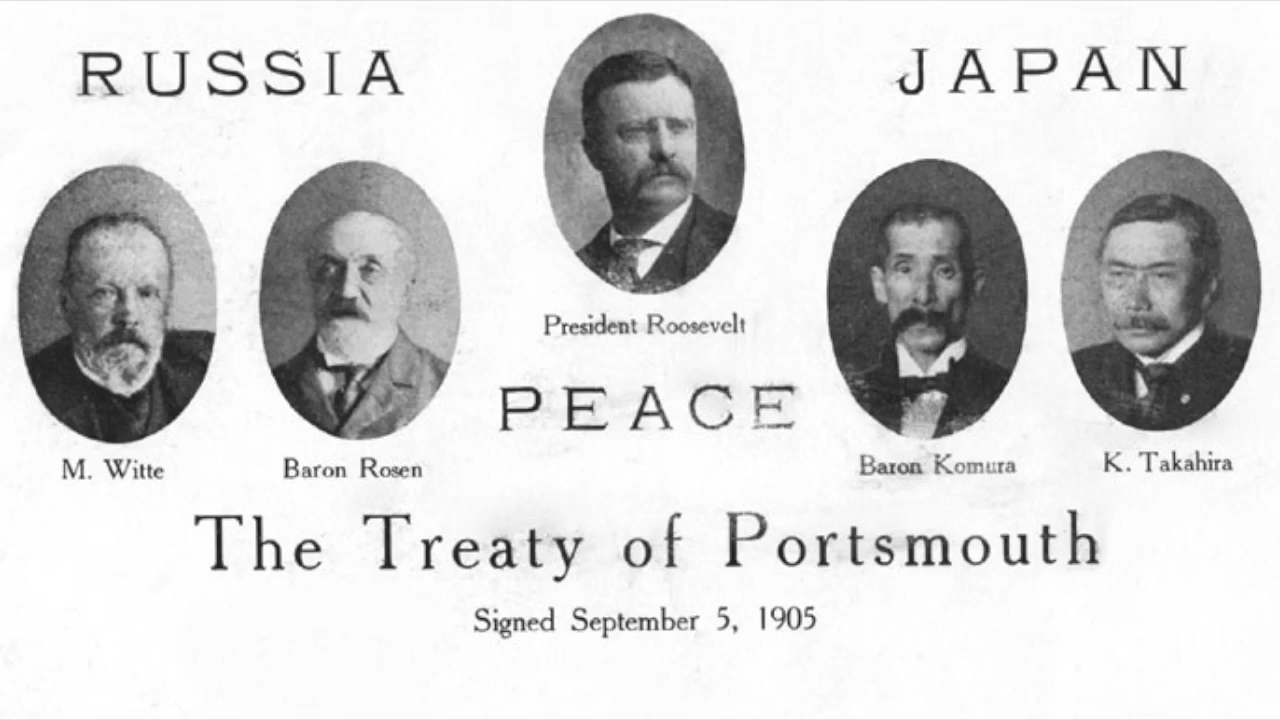 RUSSIA
JAPAN
President Roosevelt
PEACE
M. Witte
Baron Rosen
Baron Komura
K. Takahira
The Treaty of Portsmouth
Signed September 5, 1905